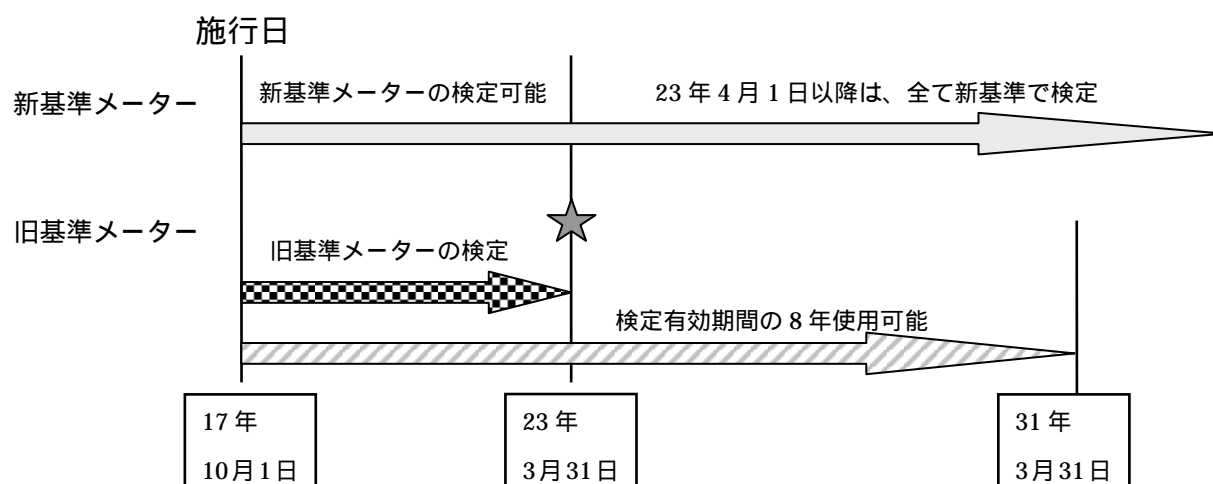 施行日
新基準メーター
新基準メーターの検定可能
23年4月1日以降は、全て新基準で検定
旧基準メーター
旧基準メーターの検定
検定有効期間の8年使用可能
17年
10月1日
23年
3月31日
31年
3月31日